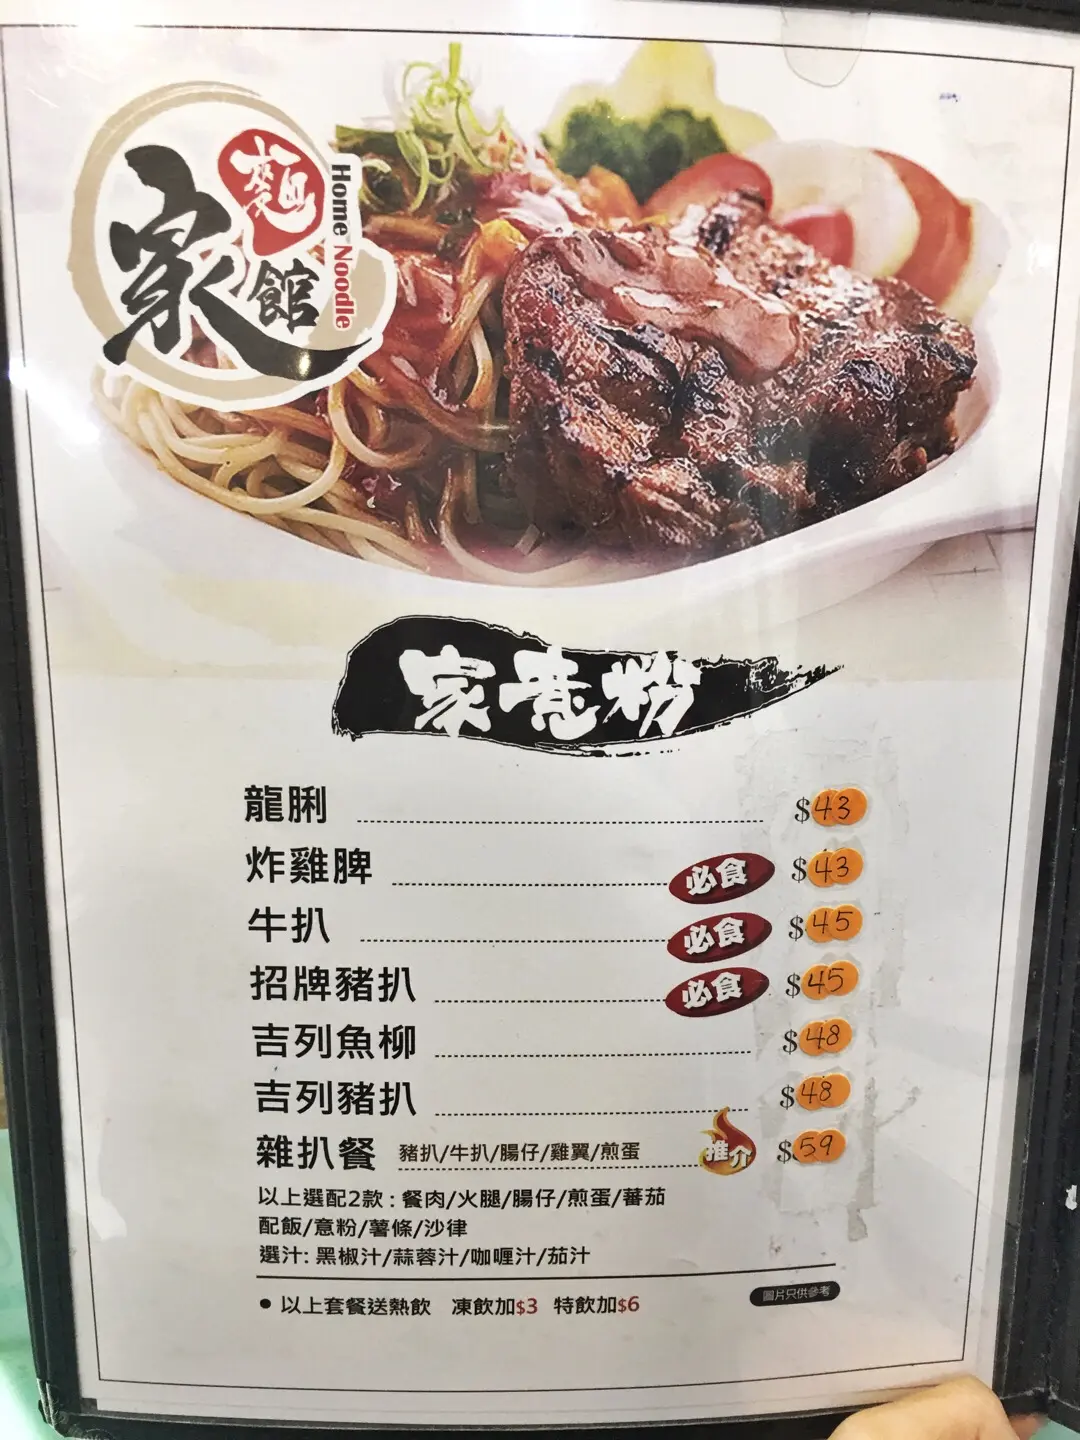 家麵館
Home Noodle
家意粉
龍脷 $43
炸雞脾 必食 $43
牛扒 必食 $45
招牌豬扒 必食 $45
吉列魚柳 $48
吉列豬扒 $48
雜扒餐 豬扒/牛扒/腸仔/雞翼/煎蛋 推介 $59
以上選配2款：餐肉/火腿/腸仔/煎蛋/蕃茄
配飯/意粉/薯條/沙律
選汁: 黑椒汁/蒜蓉汁/咖喱汁/茄汁
• 以上套餐送熱飲 凍飲加$3 特飲加$6
圖片只供參考